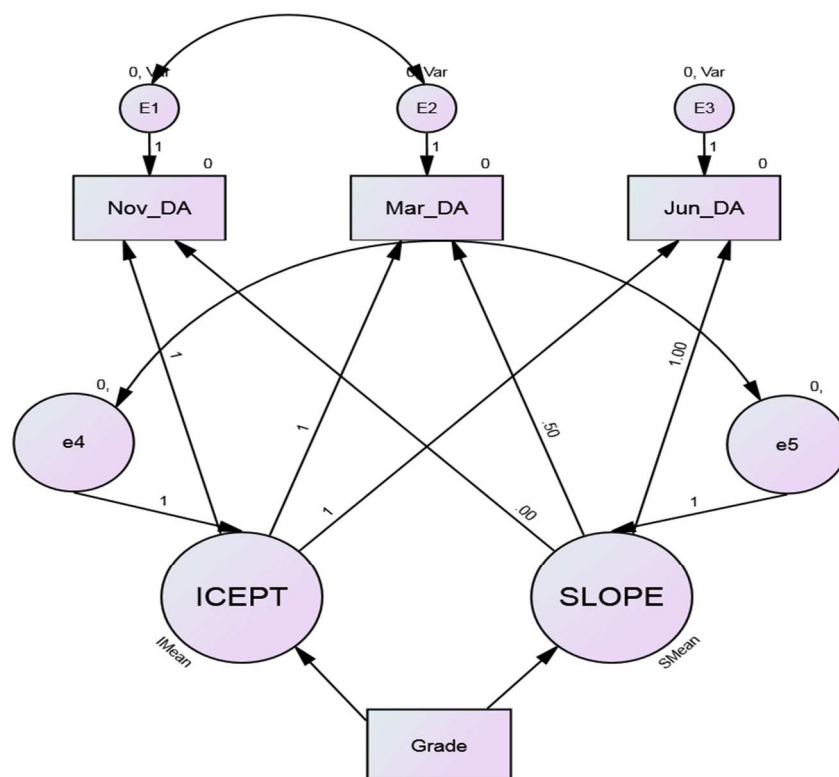 0, Var
0, Var
0, Var
E1
E2
E3
1
1
1
0
0
0
Nov_DA
Mar_DA
Jun_DA
1
1
1
.00
.50
1.00
0,
0,
e4
e5
1
1
ICEPT
SLOPE
IMean
SMean
Grade